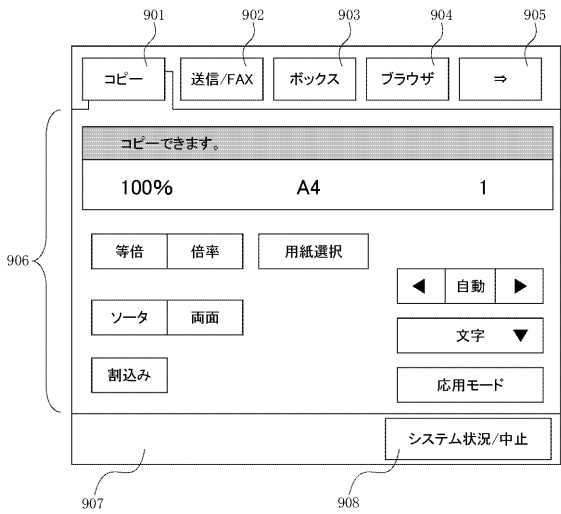 901 902 903 904 905
コピー 送信/FAX ボックス ブラウザ ⇒
コピーできます。
100% A4 1
等倍 倍率 用紙選択
906
◀ 自動 ▶
ソータ 両面
文字 ▼
割込み
応用モード
システム状況/中止
907 908